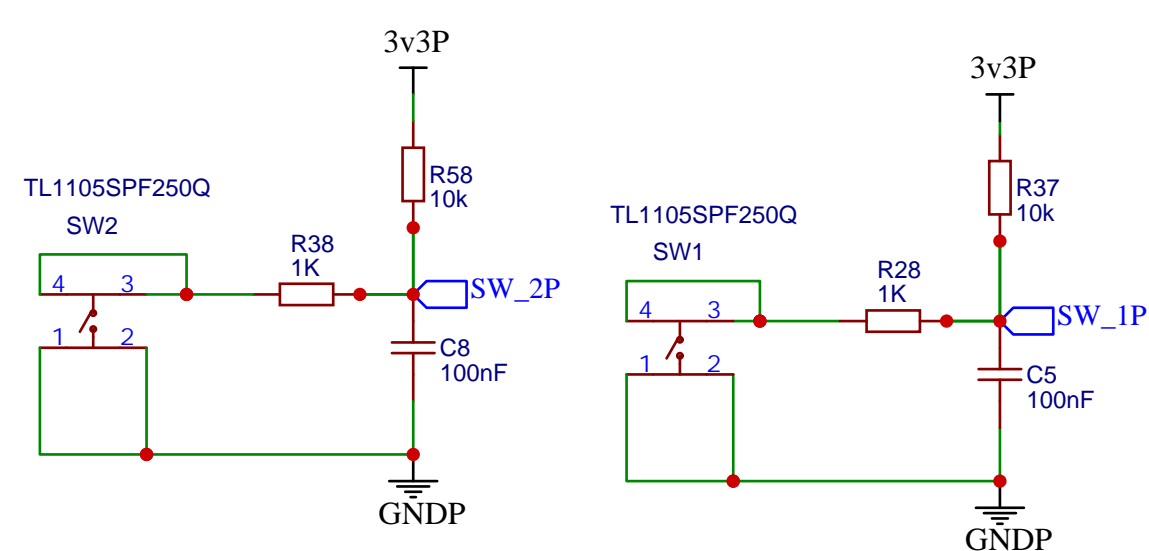 3v3P
R58
10k
TL1105SPF250Q
SW2
R38
1K
4 3
SW_2P
1 2
C8
100nF
GNDP
3v3P
R37
10k
TL1105SPF250Q
SW1
R28
1K
4 3
SW_1P
1 2
C5
100nF
GNDP